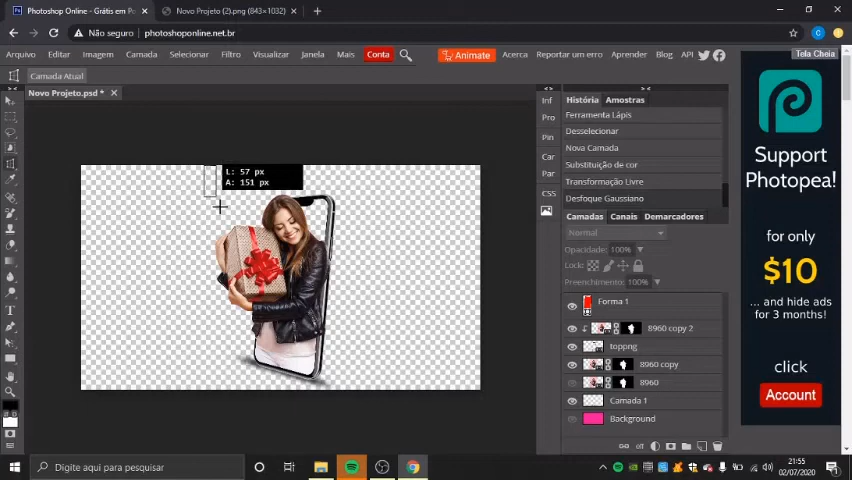 Photoshop Online - Grátis em Po
Novo Projeto (2).png (843×1032)
Não seguro
photoshoponline.net.br
Arquivo Editar Imagem Camada Selecionar Filtro Visualizar Janela Mais Conta Animate Acerca Reportar um erro Aprender Blog API Tela Cheia
Camada Atual
Novo Projeto.psd *
L: 57 px
A: 151 px
Inf
Pro
Pin
Car
Par
CSS
História Amostras
Ferramenta Lápis
Desselecionar
Nova Camada
Substituição de cor
Transformação Livre
Desfoque Gaussiano
Camadas Canais Demarcadores
Normal
Opacidade: 100%
Lock:
Preenchimento: 100%
Forma 1
8960 copy 2
toppng
8960 copy
8960
Camada 1
Background
eff
Support
Photopea!
for only
$10
... and hide ads
for 3 months!
click
Account
Digite aqui para pesquisar
21:55
02/07/2020